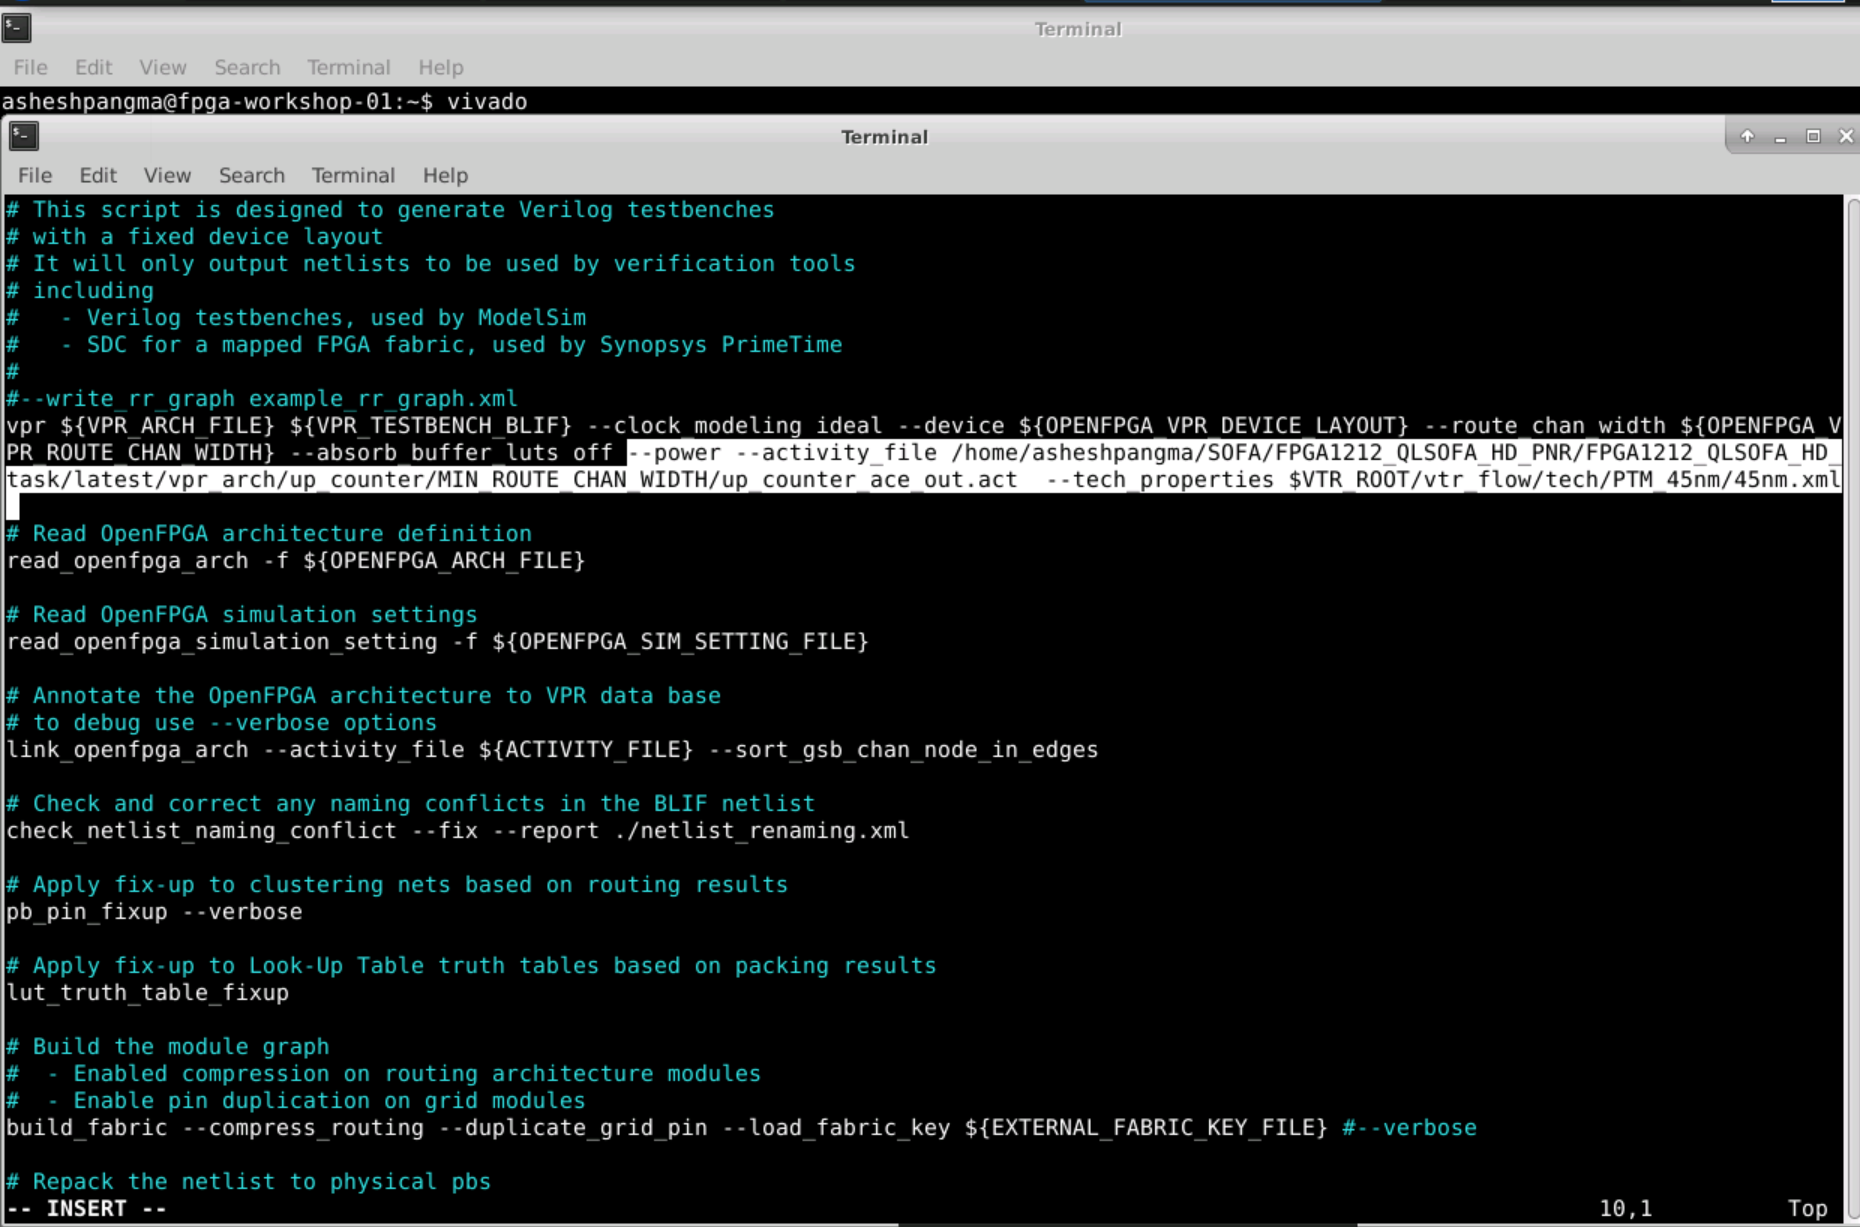 Terminal
File Edit View Search Terminal Help
asheshpangma@fpga-workshop-01:~$ vivado
Terminal
File Edit View Search Terminal Help
# This script is designed to generate Verilog testbenches
# with a fixed device layout
# It will only output netlists to be used by verification tools
# including
#   - Verilog testbenches, used by ModelSim
#   - SDC for a mapped FPGA fabric, used by Synopsys PrimeTime
#
#--write_rr_graph example_rr_graph.xml
vpr ${VPR_ARCH_FILE} ${VPR_TESTBENCH_BLIF} --clock_modeling ideal --device ${OPENFPGA_VPR_DEVICE_LAYOUT} --route_chan_width ${OPENFPGA_V
PR_ROUTE_CHAN_WIDTH} --absorb_buffer_luts off --power --activity_file /home/asheshpangma/SOFA/FPGA1212_QLSOFA_HD_PNR/FPGA1212_QLSOFA_HD_
task/latest/vpr_arch/up_counter/MIN_ROUTE_CHAN_WIDTH/up_counter_ace_out.act  --tech_properties $VTR_ROOT/vtr_flow/tech/PTM_45nm/45nm.xml
# Read OpenFPGA architecture definition
read_openfpga_arch -f ${OPENFPGA_ARCH_FILE}
# Read OpenFPGA simulation settings
read_openfpga_simulation_setting -f ${OPENFPGA_SIM_SETTING_FILE}
# Annotate the OpenFPGA architecture to VPR data base
# to debug use --verbose options
link_openfpga_arch --activity_file ${ACTIVITY_FILE} --sort_gsb_chan_node_in_edges
# Check and correct any naming conflicts in the BLIF netlist
check_netlist_naming_conflict --fix --report ./netlist_renaming.xml
# Apply fix-up to clustering nets based on routing results
pb_pin_fixup --verbose
# Apply fix-up to Look-Up Table truth tables based on packing results
lut_truth_table_fixup
# Build the module graph
#  - Enabled compression on routing architecture modules
#  - Enable pin duplication on grid modules
build_fabric --compress_routing --duplicate_grid_pin --load_fabric_key ${EXTERNAL_FABRIC_KEY_FILE} #--verbose
# Repack the netlist to physical pbs
-- INSERT -- 10,1 Top